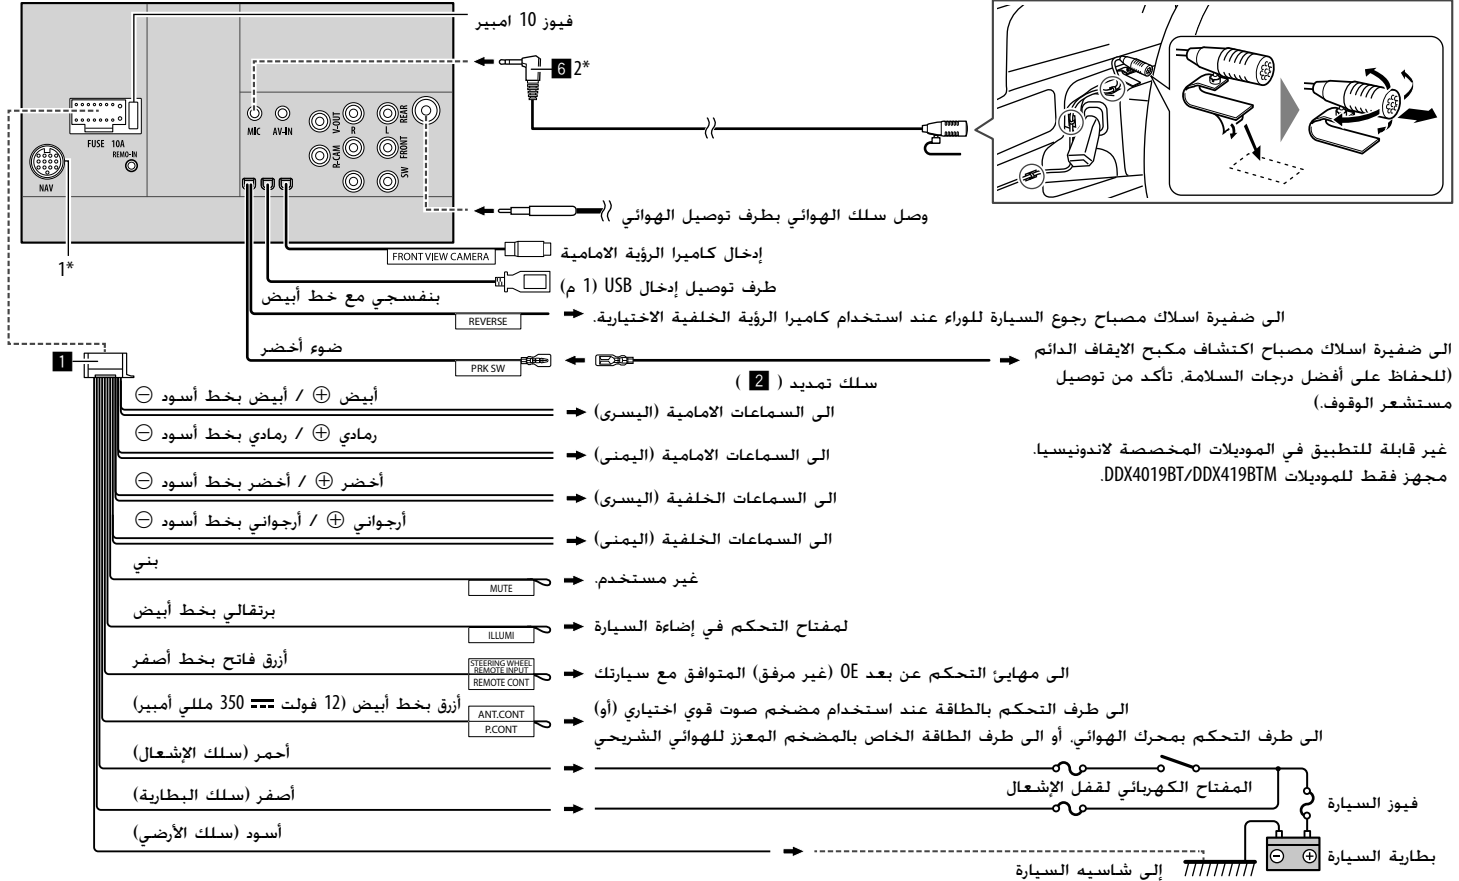 فيوز 10 امبير
6 2*
MIC
AV-IN
V-OUT
R
L
REAR
R-CAM
FRONT
SW
FUSE 10A
REMO-IN
NAV
1*
وصل سلك الهوائي بطرف توصيل الهوائي
إدخال كاميرا الرؤية الامامية
FRONT VIEW CAMERA
طرف توصيل إدخال USB (1 م)
بنفسجي مع خط أبيض
REVERSE
الى ضفيرة اسلاك مصباح رجوع السيارة للوراء عند استخدام كاميرا الرؤية الخلفية الاختيارية.
ضوء أخضر
PRK SW
سلك تمديد ( 2 )
الى ضفيرة اسلاك مصباح اكتشاف مكبح الايقاف الدائم
(للحفاظ على أفضل درجات السلامة، تأكد من توصيل
مستشعر الوقوف.)
1
أبيض ⊕ / أبيض بخط أسود ⊖
الى السماعات الامامية (اليسرى)
رمادي ⊕ / رمادي بخط أسود ⊖
الى السماعات الامامية (اليمنى)
أخضر ⊕ / أخضر بخط أسود ⊖
الى السماعات الخلفية (اليسرى)
أرجواني ⊕ / أرجواني بخط أسود ⊖
الى السماعات الخلفية (اليمنى)
غير قابلة للتطبيق في الموديلات المخصصة لاندونيسيا.
مجهز فقط للموديلات DDX4019BT/DDX419BTM.
بني
MUTE
غير مستخدم.
برتقالي بخط أبيض
ILLUMI
لمفتاح التحكم في إضاءة السيارة
أزرق فاتح بخط أصفر
STEERING WHEEL
REMOTE INPUT
REMOTE CONT
الى مهايئ التحكم عن بعد OE (غير مرفق) المتوافق مع سيارتك
أزرق بخط أبيض (12 فولت ⎓ 350 مللي أمبير)
ANT.CONT
P.CONT
الى طرف التحكم بالطاقة عند استخدام مضخم صوت قوي اختياري (أو)
الى طرف التحكم بمحرك الهوائي، أو الى طرف الطاقة الخاص بالمضخم المعزز للهوائي الشريحي
أحمر (سلك الإشعال)
المفتاح الكهربائي لقفل الإشعال
أصفر (سلك البطارية)
فيوز السيارة
أسود (سلك الأرضي)
إلى شاسيه السيارة
⊖ ⊕
بطارية السيارة